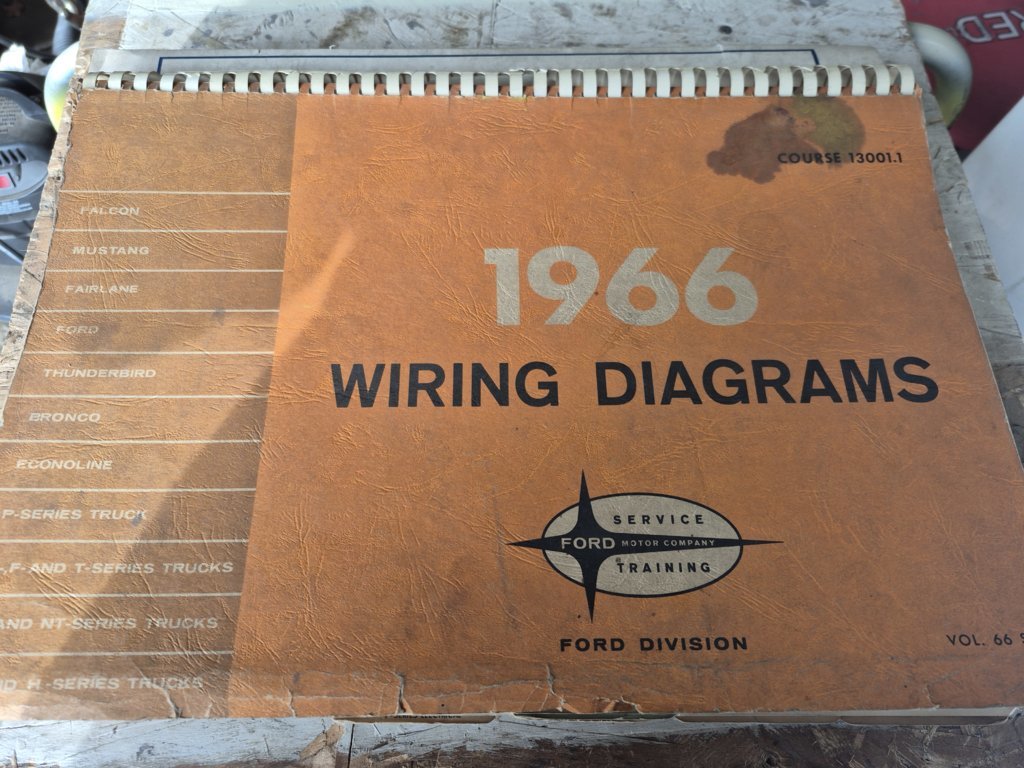 COURSE 13001.1
1966
WIRING DIAGRAMS
FALCON
MUSTANG
FAIRLANE
FORD
THUNDERBIRD
BRONCO
ECONOLINE
P-SERIES TRUCK
F-AND T-SERIES TRUCKS
AND NT-SERIES TRUCKS
H-SERIES TRUCKS
SERVICE
FORD MOTOR COMPANY
TRAINING
FORD DIVISION
VOL. 66